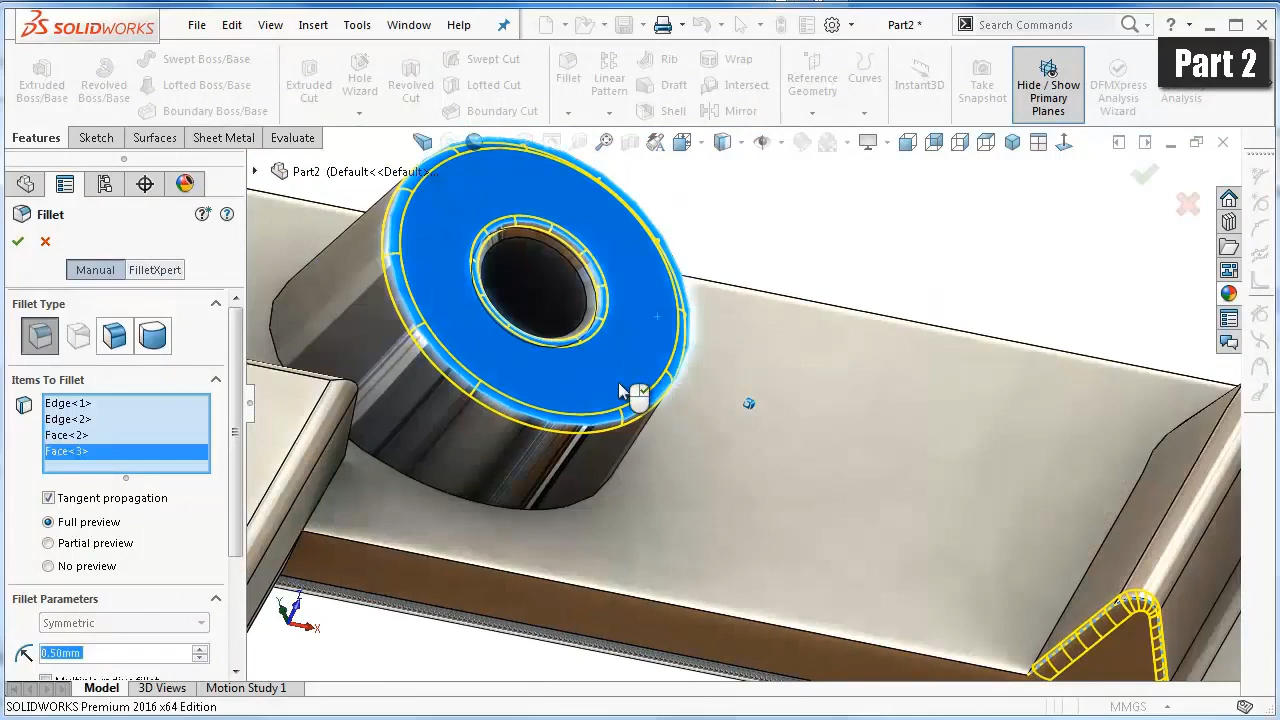 SOLIDWORKS
File Edit View Insert Tools Window Help
Part2 *
Search Commands
?
Part 2
Extruded Boss/Base
Revolved Boss/Base
Swept Boss/Base
Lofted Boss/Base
Boundary Boss/Base
Extruded Cut
Hole Wizard
Revolved Cut
Swept Cut
Lofted Cut
Boundary Cut
Fillet
Linear Pattern
Rib
Draft
Shell
Wrap
Intersect
Mirror
Reference Geometry
Curves
Instant3D
Take Snapshot
Hide / Show Primary Planes
DFMXpress Analysis Wizard
Analysis
Features Sketch Surfaces Sheet Metal Evaluate
Part2 (Default<<Default>...
Fillet
Manual FilletXpert
Fillet Type
Items To Fillet
Edge<1>
Edge<2>
Face<2>
Face<3>
Tangent propagation
Full preview
Partial preview
No preview
Fillet Parameters
Symmetric
0.50mm
Y Z X
Model 3D Views Motion Study 1
SOLIDWORKS Premium 2016 x64 Edition
MMGS